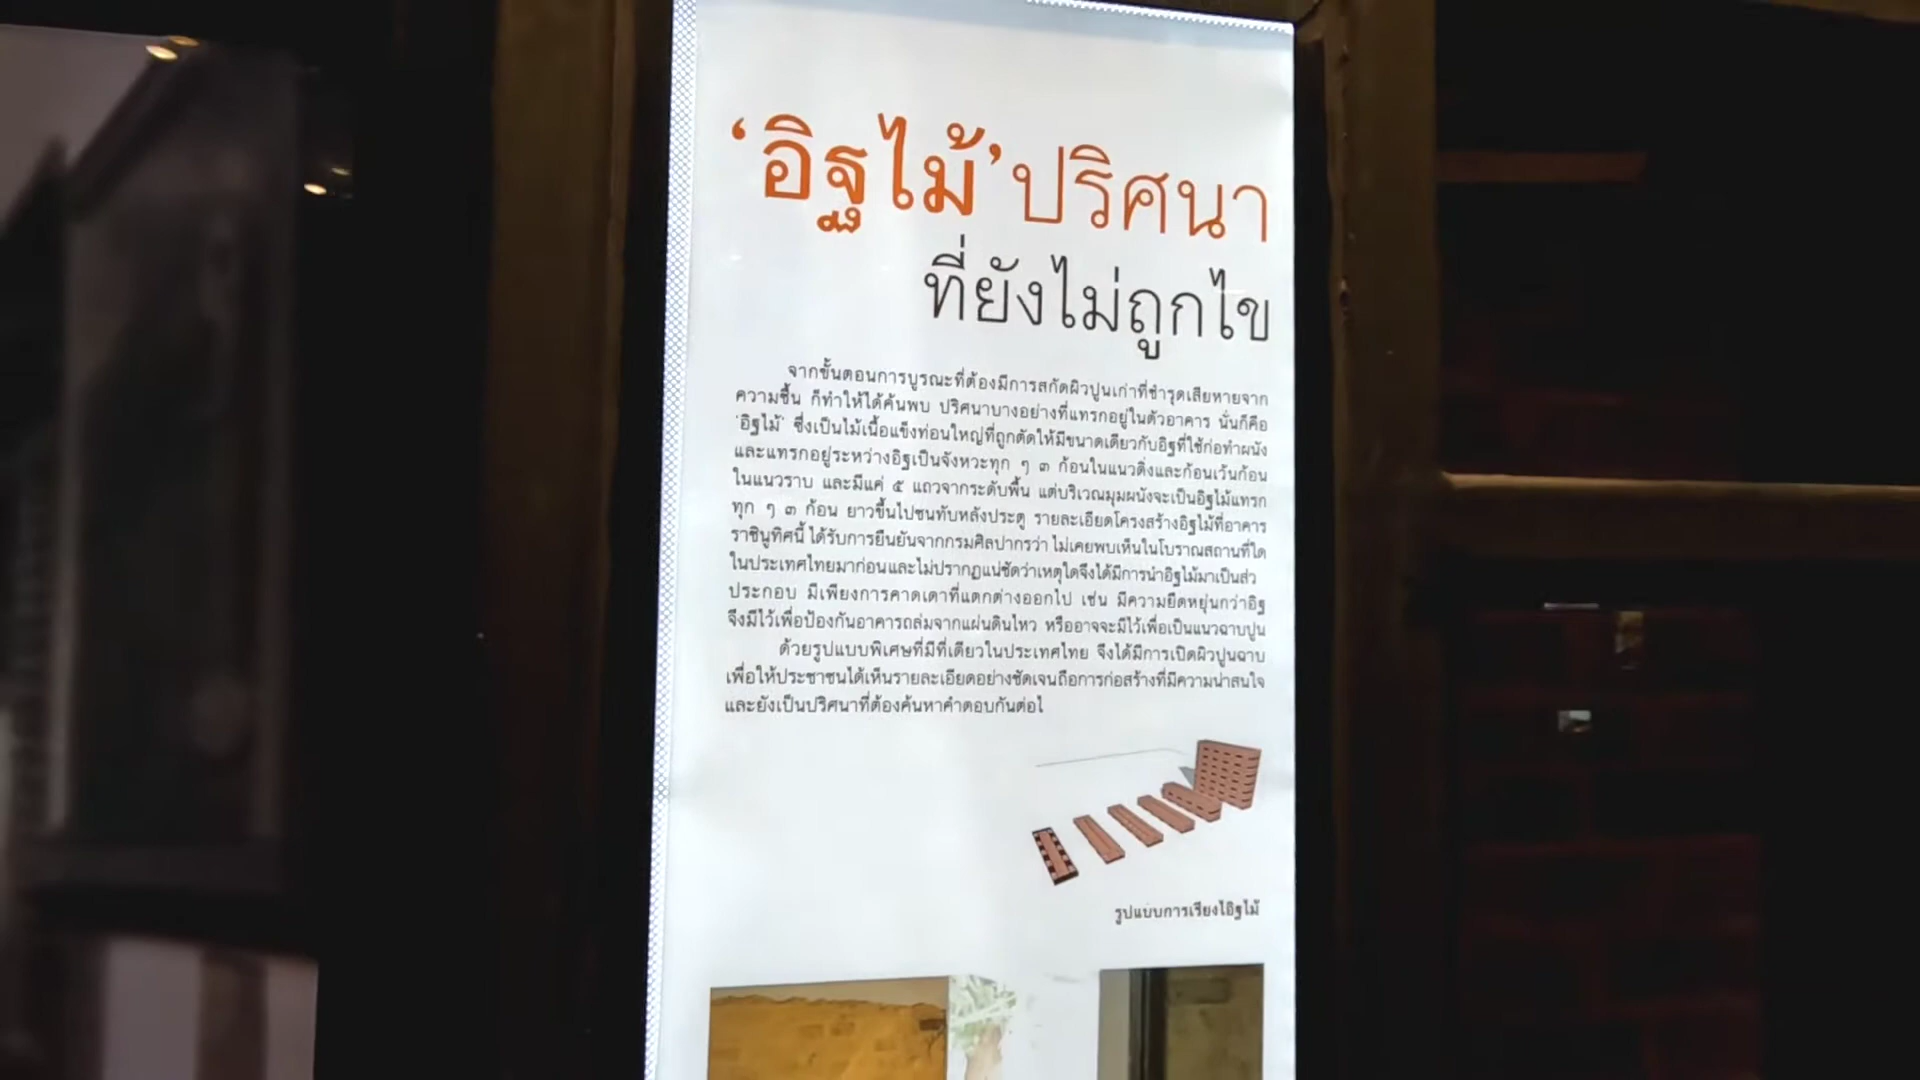 ‘อิฐไม้’ปริศนา
ที่ยังไม่ถูกไข
จากขั้นตอนการบูรณะที่ต้องมีการสกัดผิวปูนเก่าที่ชำรุดเสียหายจาก
ความชื้น ก็ทำให้ได้ค้นพบ ปริศนาบางอย่างที่แทรกอยู่ในตัวอาคาร นั่นก็คือ
‘อิฐไม้’ ซึ่งเป็นไม้เนื้อแข็งท่อนใหญ่ที่ถูกตัดให้มีขนาดเดียวกับอิฐที่ใช้ก่อทำผนัง
และแทรกอยู่ระหว่างอิฐเป็นจังหวะทุก ๆ ๓ ก้อนในแนวดิ่งและก้อนเว้นก้อน
ในแนวราบ และมีแค่ ๕ แถวจากระดับพื้น แต่บริเวณมุมผนังจะเป็นอิฐไม้แทรก
ทุก ๆ ๓ ก้อน ยาวขึ้นไปชนทับหลังประตู รายละเอียดโครงสร้างอิฐไม้ที่อาคาร
ราชินูทิศนี้ ได้รับการยืนยันจากกรมศิลปากรว่า ไม่เคยพบเห็นในโบราณสถานที่ใด
ในประเทศไทยมาก่อนและไม่ปรากฏแน่ชัดว่าเหตุใดจึงได้มีการนำอิฐไม้มาเป็นส่ว
ประกอบ มีเพียงการคาดเดาที่แตกต่างออกไป เช่น มีความยืดหยุ่นกว่าอิฐ
จึงมีไว้เพื่อป้องกันอาคารถล่มจากแผ่นดินไหว หรืออาจจะมีไว้เพื่อเป็นแนวฉาบปูน
ด้วยรูปแบบพิเศษที่มีที่เดียวในประเทศไทย จึงได้มีการเปิดผิวปูนฉาบ
เพื่อให้ประชาชนได้เห็นรายละเอียดอย่างชัดเจนถือการก่อสร้างที่มีความน่าสนใจ
และยังเป็นปริศนาที่ต้องค้นหาคำตอบกันต่อไ
รูปแบบการเรียงไอิฐไม้